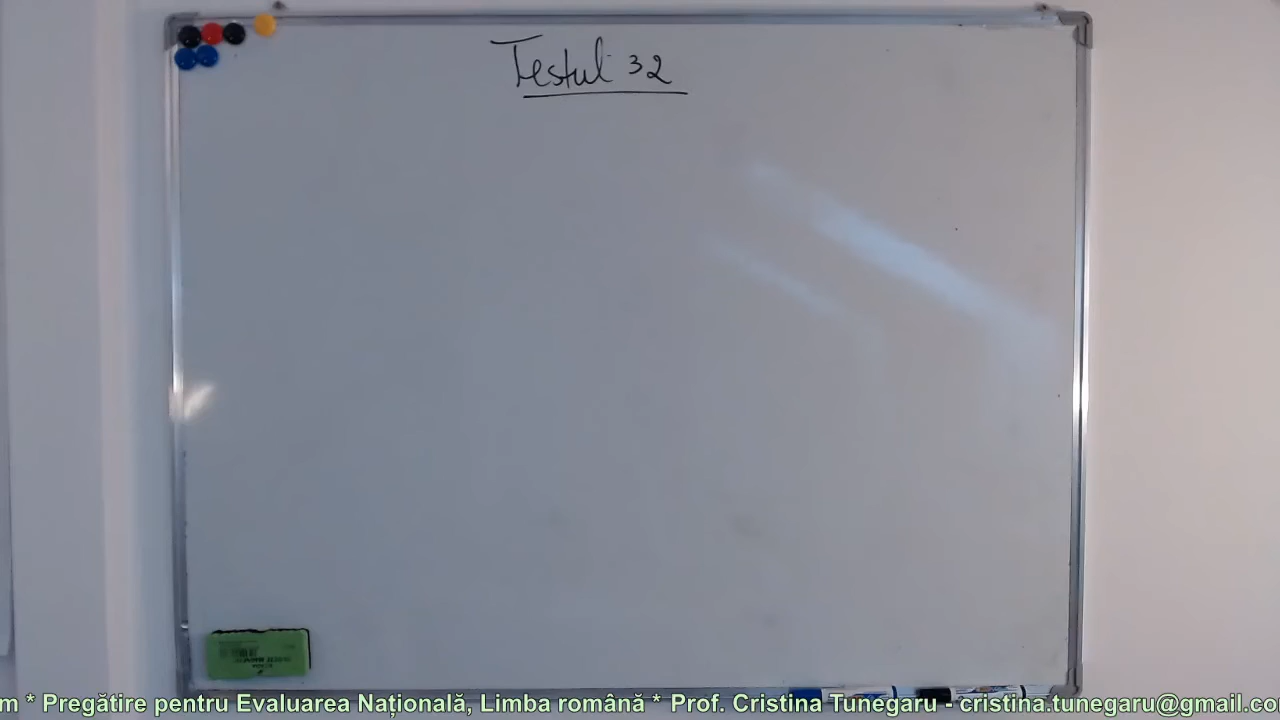 Testul 32
m * Pregătire pentru Evaluarea Națională, Limba română * Prof. Cristina Tunegaru - cristina.tunegaru@gmail.co